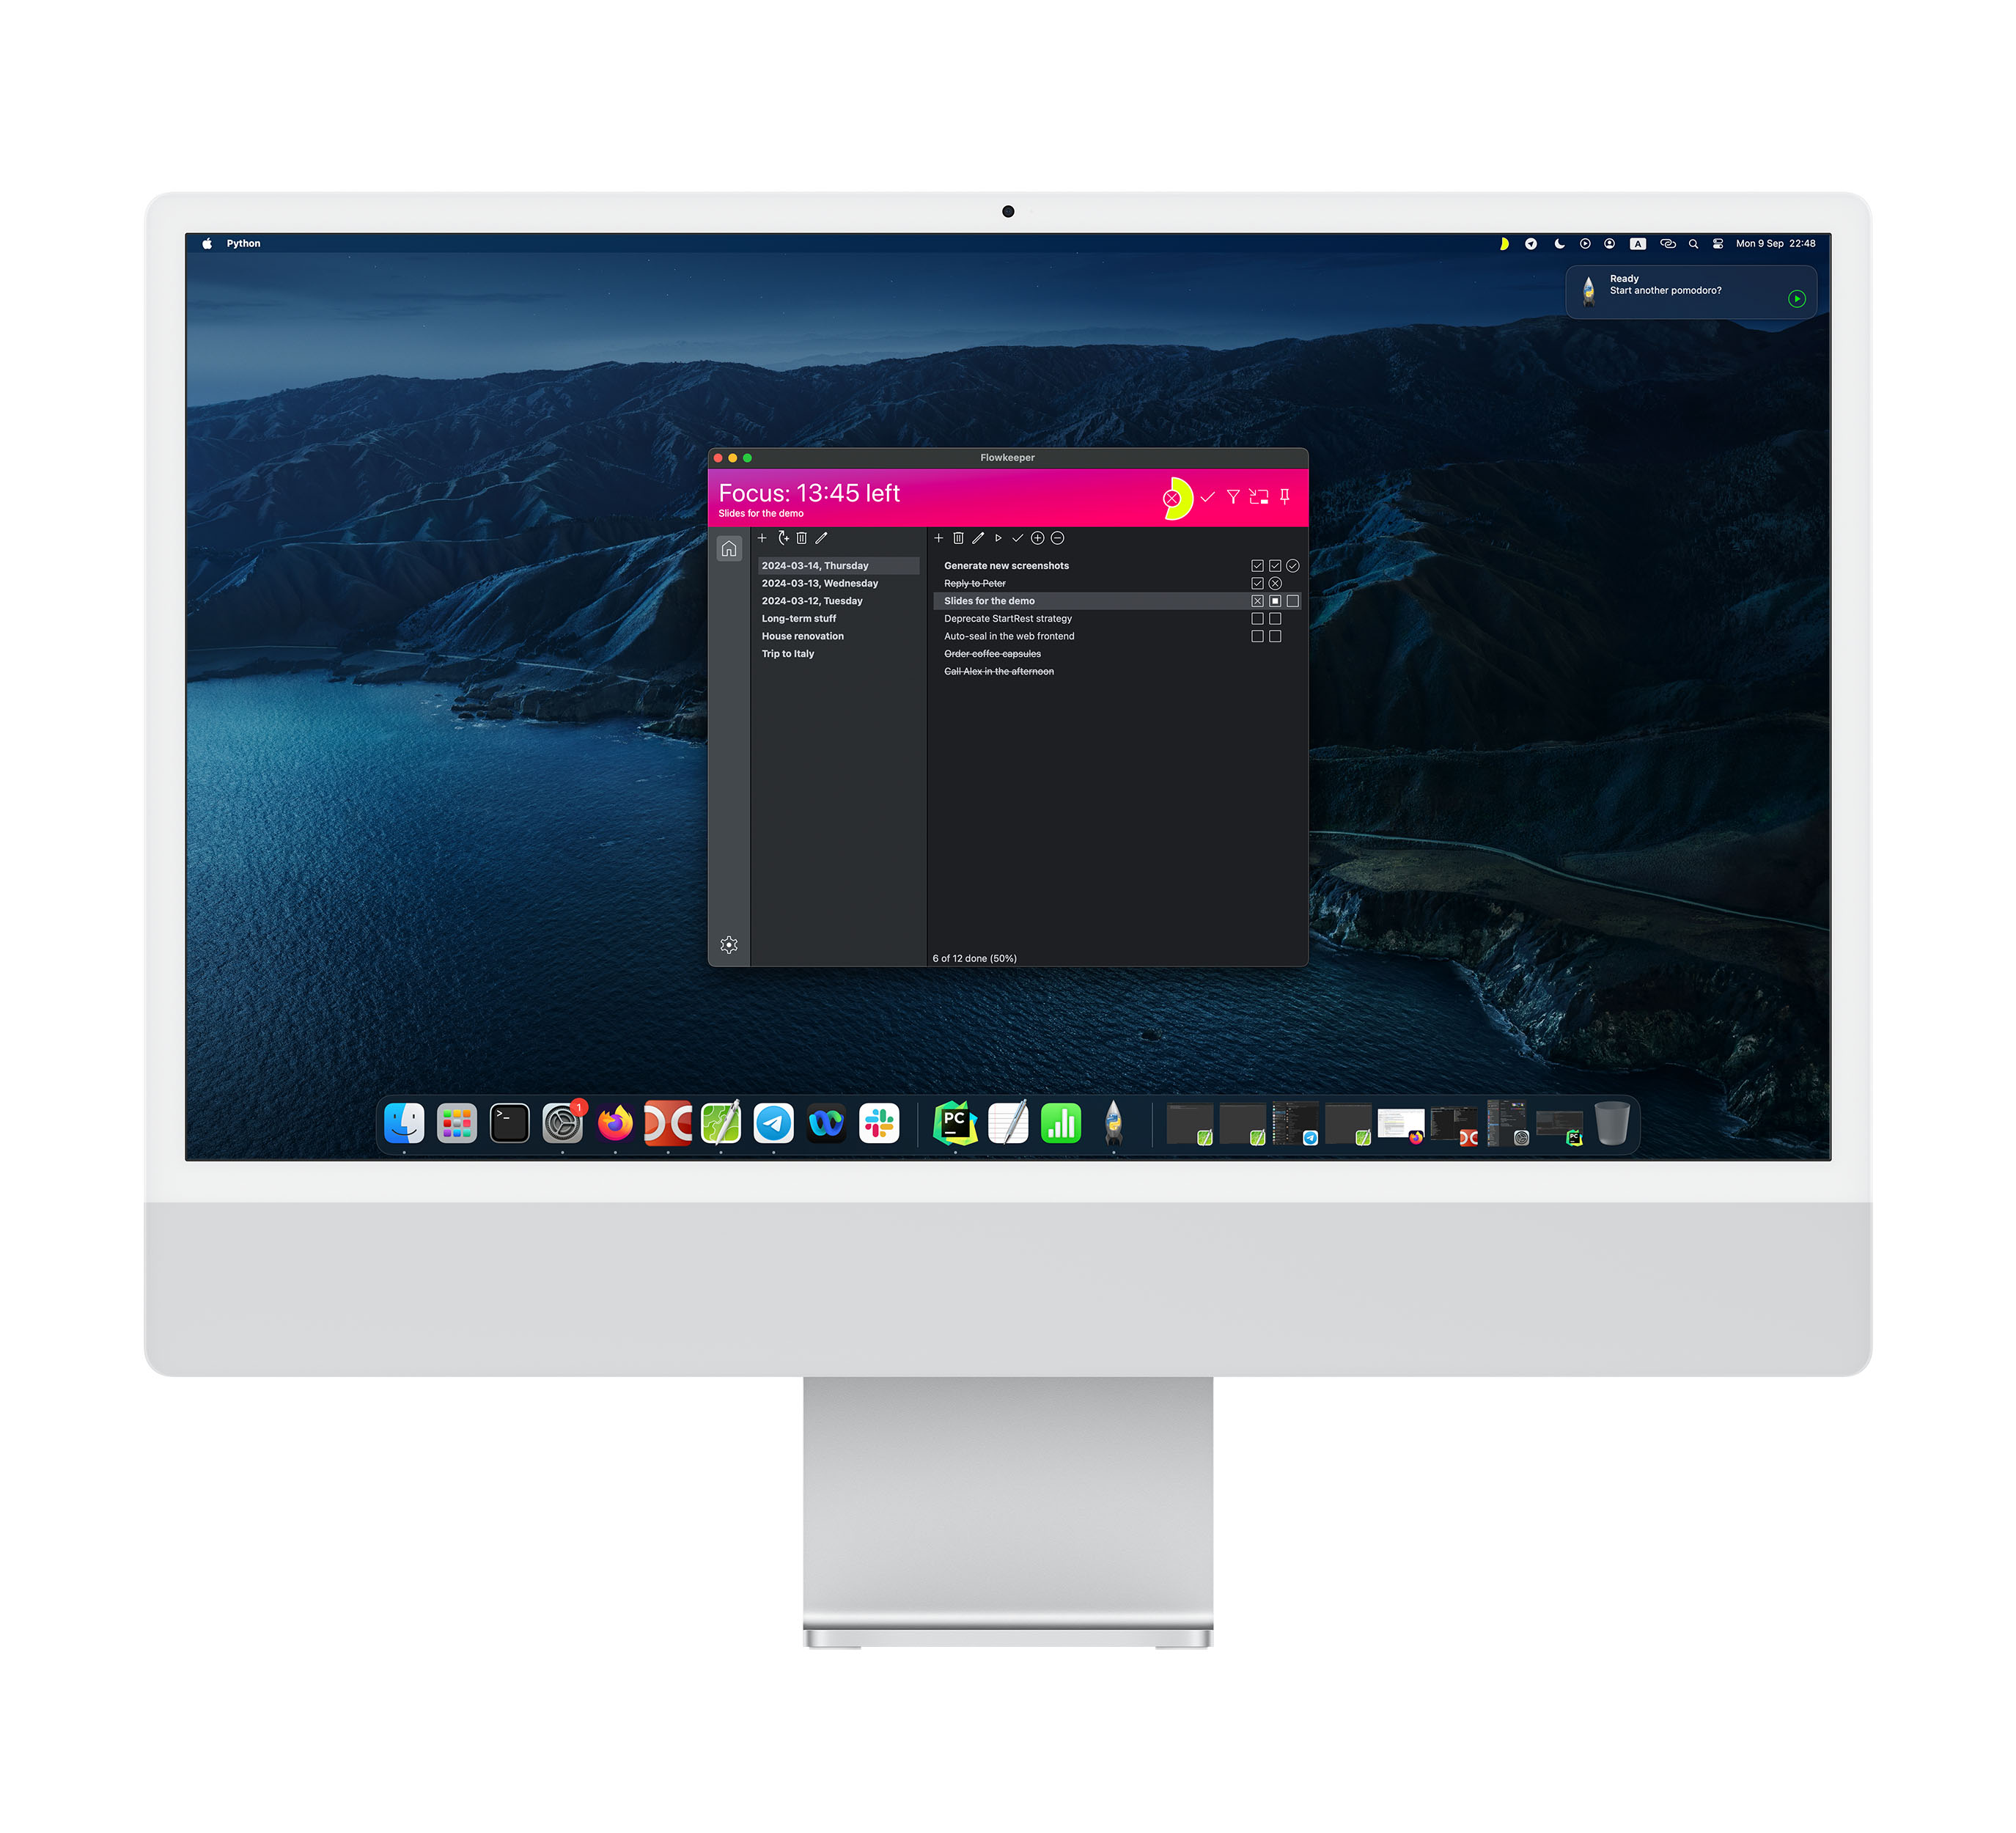 Python
A
Mon 9 Sep 22:48
Ready
Start another pomodoro?
Flowkeeper
Focus: 13:45 left
Slides for the demo
2024-03-14, Thursday
2024-03-13, Wednesday
2024-03-12, Tuesday
Long-term stuff
House renovation
Trip to Italy
Generate new screenshots
Reply to Peter
Slides for the demo
Deprecate StartRest strategy
Auto-seal in the web frontend
Order coffee capsules
Call Alex in the afternoon
6 of 12 done (50%)
>_
1
PC
PC